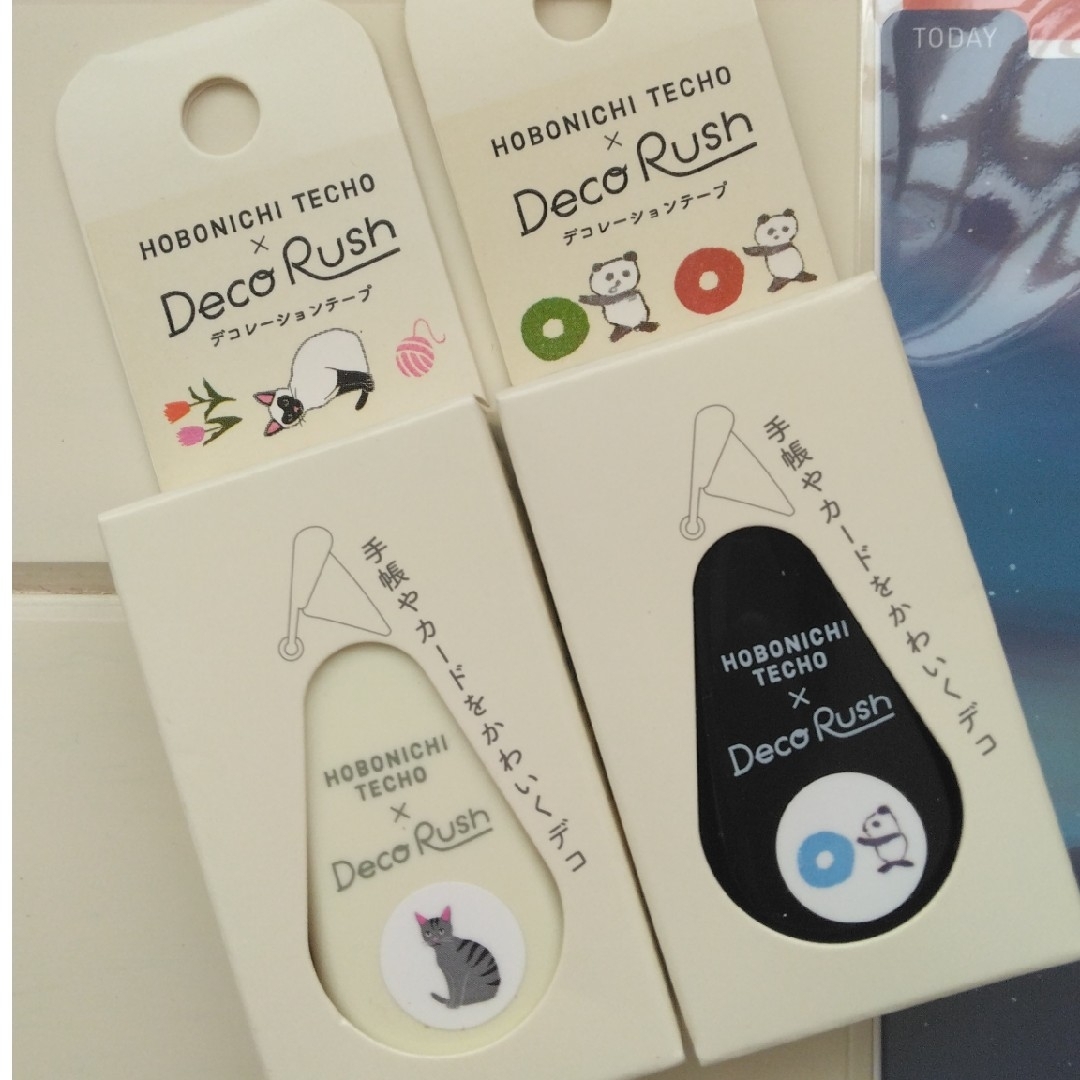 HOBONICHI TECHO
×
Deco Rush
デコレーションテープ
手帳やカードをかわいくデコ
HOBONICHI
TECHO
×
Deco Rush
HOBONICHI TECHO
×
Deco Rush
デコレーションテープ
手帳やカードをかわいくデコ
HOBONICHI
TECHO
×
Deco Rush
TODAY